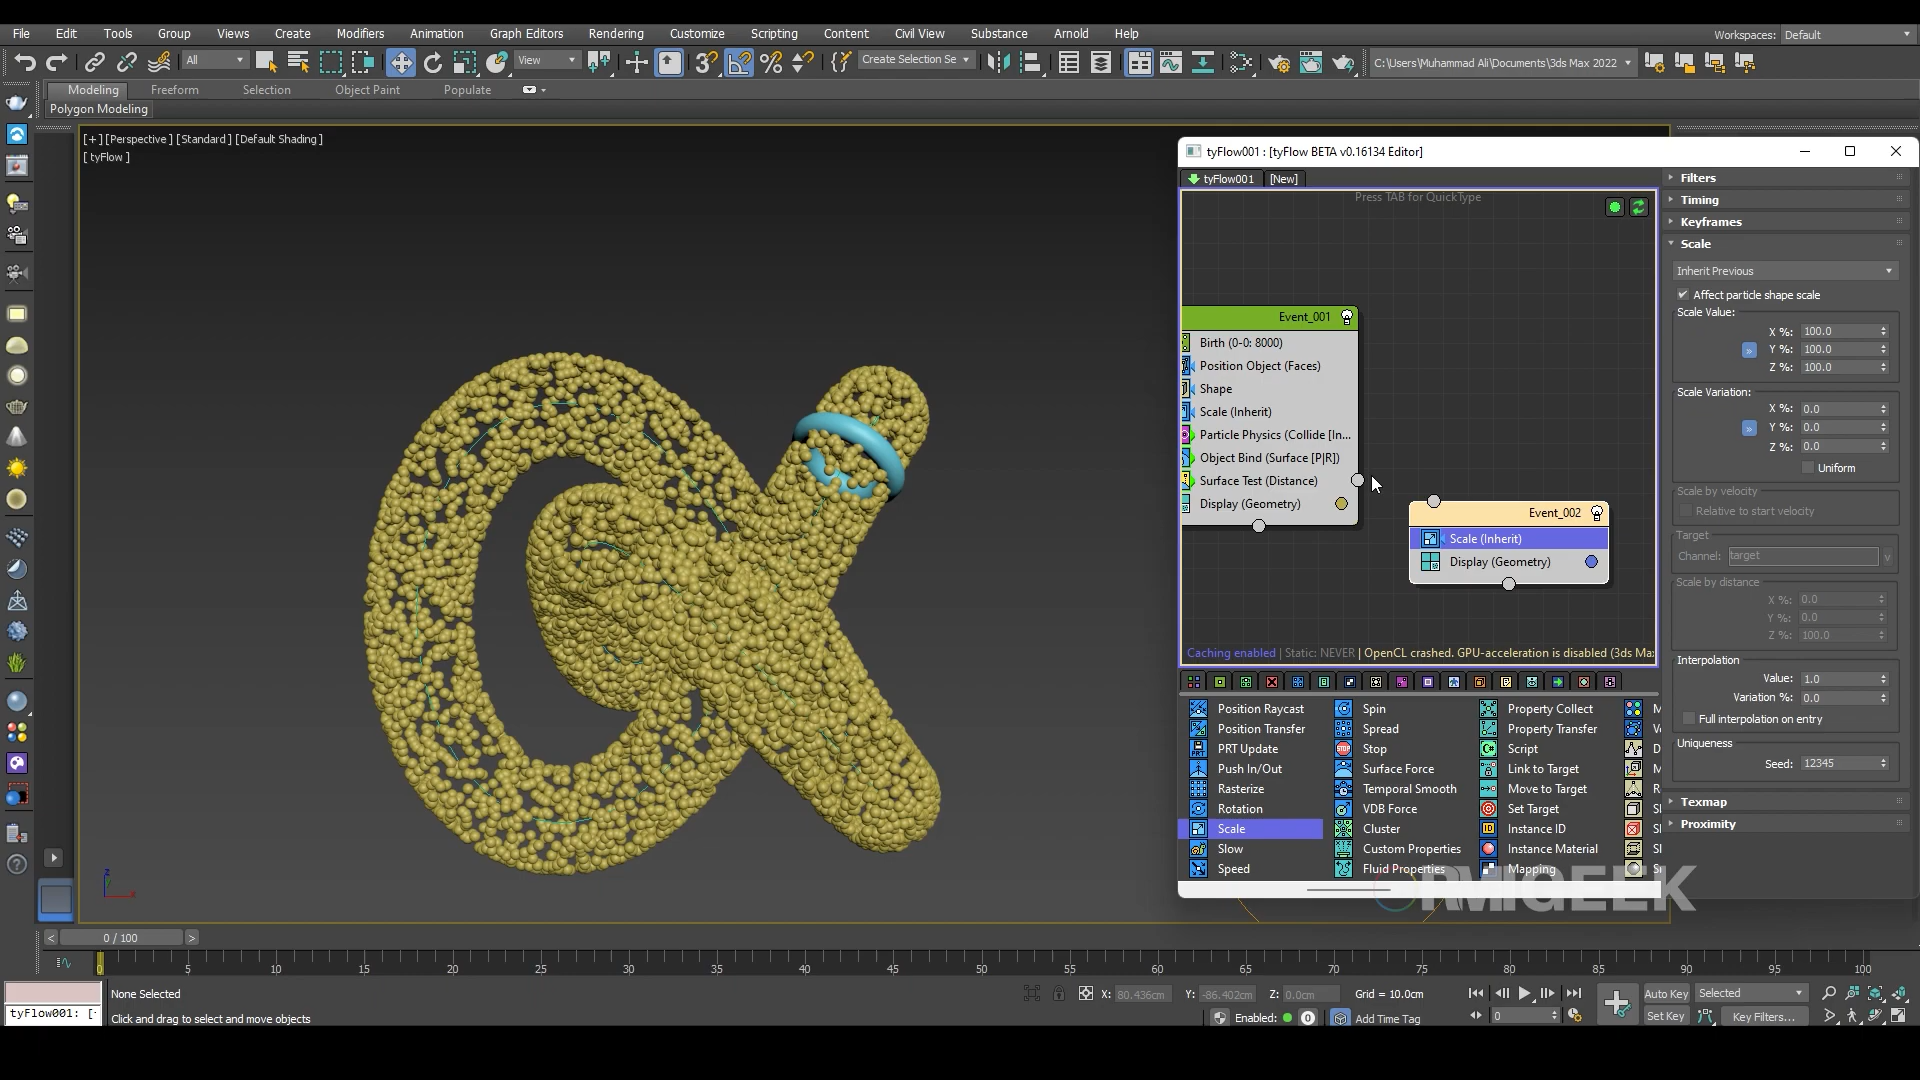 File Edit Tools Group Views Create Modifiers Animation Graph Editors Rendering Customize Scripting Content Civil View Substance Arnold Help Workspaces: Default
All View Create Selection Se C:\Users\Muhammad Ali\Documents\3ds Max 2022
Modeling Freeform Selection Object Paint Populate
Polygon Modeling
[+] [Perspective] [Standard] [Default Shading]
[ tyFlow ]
tyFlow001 : [tyFlow BETA v0.16134 Editor]
tyFlow001 [New]
Press TAB for QuickType
Event_001
Birth (0-0: 8000)
Position Object (Faces)
Shape
Scale (Inherit)
Particle Physics (Collide [In...
Object Bind (Surface [P|R])
Surface Test (Distance)
Display (Geometry)
Event_002
Scale (Inherit)
Display (Geometry)
Caching enabled | Static: NEVER | OpenCL crashed. GPU-acceleration is disabled (3ds Max
Position Raycast Spin Property Collect
Position Transfer Spread Property Transfer
PRT Update Stop Script
Push In/Out Surface Force Link to Target
Rasterize Temporal Smooth Move to Target
Rotation VDB Force Set Target
Scale Cluster Instance ID
Slow Custom Properties Instance Material
Speed Fluid Properties Mapping
Filters
Timing
Keyframes
Scale
Inherit Previous
Affect particle shape scale
Scale Value:
X %: 100.0
Y %: 100.0
Z %: 100.0
Scale Variation:
X %: 0.0
Y %: 0.0
Z %: 0.0
Uniform
Scale by velocity
Relative to start velocity
Target
Channel: target
Scale by distance
X %: 0.0
Y %: 0.0
Z %: 100.0
Interpolation
Value: 1.0
Variation %: 0.0
Full interpolation on entry
Uniqueness
Seed: 12345
Texmap
Proximity
< 0 / 100 >
0 5 10 15 20 25 30 35 40 45 50 55 60 65 70 75 80 85 90 95 100
None Selected X: 80.436cm Y: -86.402cm Z: 0.0cm Grid = 10.0cm Auto Key Selected
tyFlow001: [- Click and drag to select and move objects Enabled: 0 Add Time Tag 0 Set Key Key Filters...